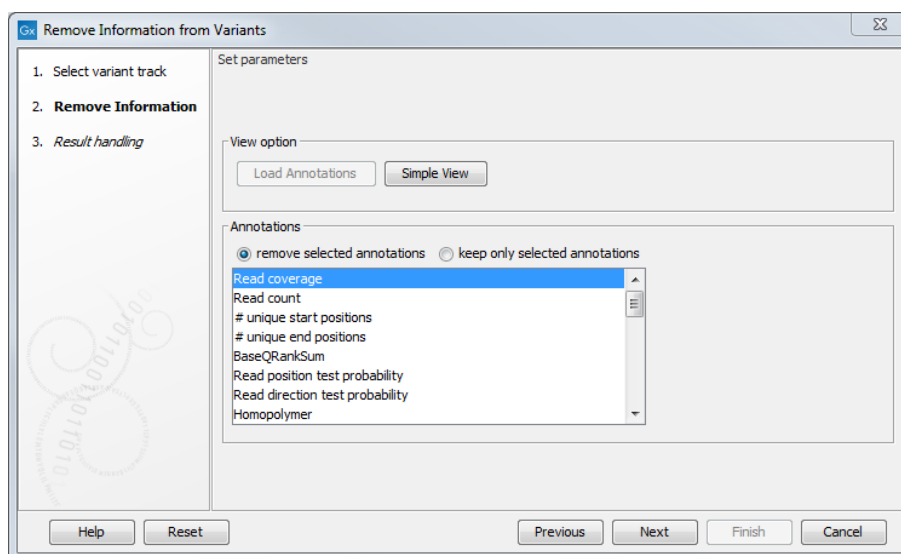 Gx Remove Information from Variants
1. Select variant track
2. Remove Information
3. Result handling
Set parameters
View option
Load Annotations Simple View
Annotations
remove selected annotations keep only selected annotations
Read coverage
Read count
# unique start positions
# unique end positions
BaseQRankSum
Read position test probability
Read direction test probability
Homopolymer
Help Reset Previous Next Finish Cancel